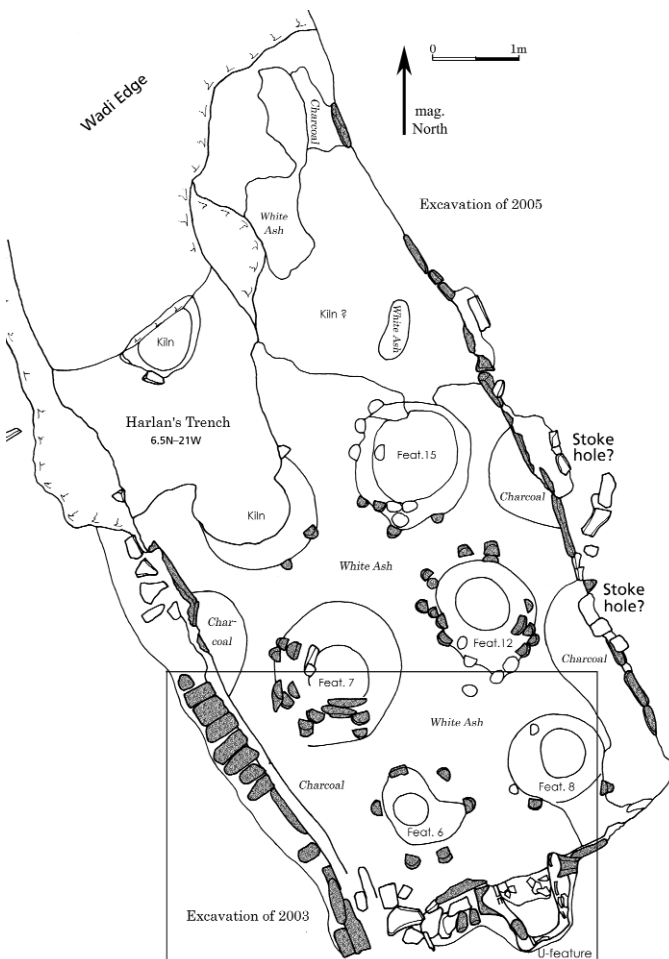 0 1m
Wadi Edge
mag.
North
Charcoal
Excavation of 2005
White
Ash
Kiln ?
White Ash
Kiln
Harlan's Trench
6.5N–21W
Stoke
hole?
Feat.15
Charcoal
Kiln
White Ash
Stoke
hole?
Char-
coal
Feat.12
Charcoal
Feat. 7
White Ash
Charcoal
Feat. 8
Feat. 6
Excavation of 2003
U-feature